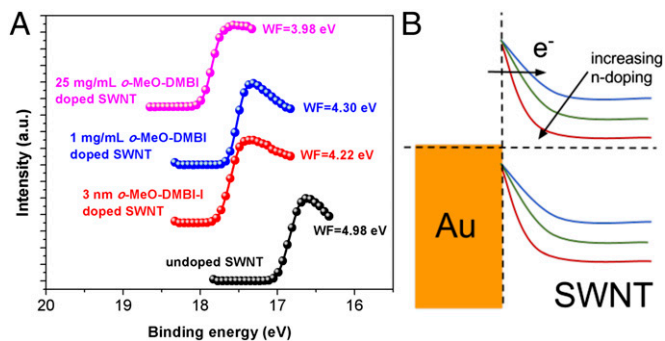 A
WF=3.98 eV
25 mg/mL o-MeO-DMBI
doped SWNT
WF=4.30 eV
1 mg/mL o-MeO-DMBI
doped SWNT
WF=4.22 eV
3 nm o-MeO-DMBI-I
doped SWNT
WF=4.98 eV
undoped SWNT
Intensity (a.u.)
20 19 18 17 16 15
Binding energy (eV)
B
e-
increasing
n-doping
Au
SWNT